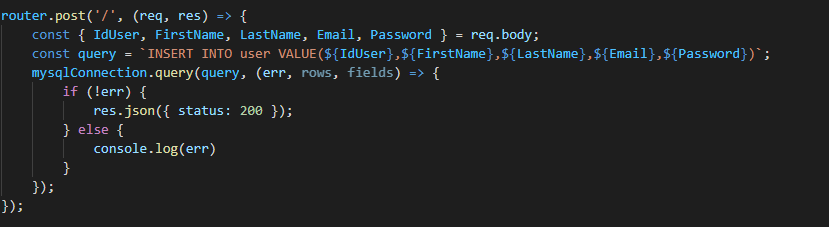 router.post('/', (req, res) => {
    const { IdUser, FirstName, LastName, Email, Password } = req.body;
    const query = `INSERT INTO user VALUE(${IdUser},${FirstName},${LastName},${Email},${Password})`;
    mysqlConnection.query(query, (err, rows, fields) => {
        if (!err) {
            res.json({ status: 200 });
        } else {
            console.log(err)
        }
    });
});